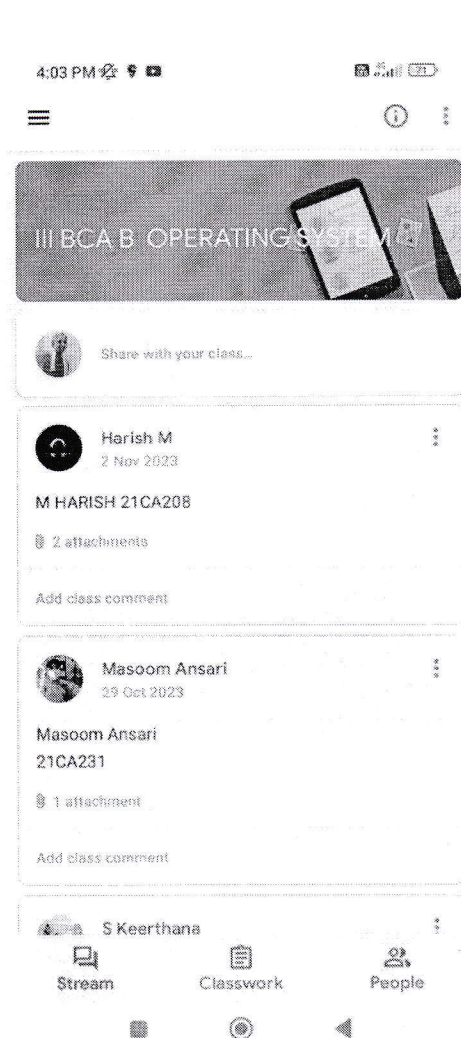 4:03 PM
71
III BCA B OPERATING SYSTEM
Share with your class...
Harish M
2 Nov 2023
M HARISH 21CA208
2 attachments
Add class comment
Masoom Ansari
29 Oct 2023
Masoom Ansari
21CA231
1 attachment
Add class comment
S Keerthana
Stream Classwork People